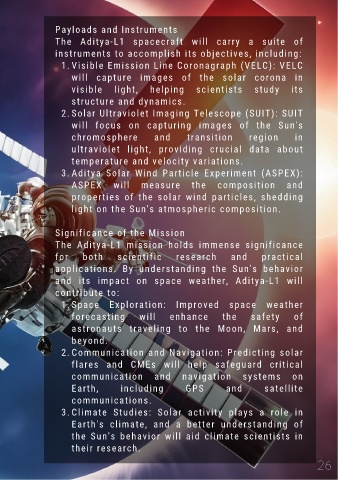 Payloads and Instruments
The Aditya-L1 spacecraft will carry a suite of
instruments to accomplish its objectives, including:
1. Visible Emission Line Coronagraph (VELC): VELC
will capture images of the solar corona in
visible light, helping scientists study its
structure and dynamics.
2. Solar Ultraviolet Imaging Telescope (SUIT): SUIT
will focus on capturing images of the Sun's
chromosphere and transition region in
ultraviolet light, providing crucial data about
temperature and velocity variations.
3. Aditya Solar Wind Particle Experiment (ASPEX):
ASPEX will measure the composition and
properties of the solar wind particles, shedding
light on the Sun's atmospheric composition.
Significance of the Mission
The Aditya-L1 mission holds immense significance
for both scientific research and practical
applications. By understanding the Sun's behavior
and its impact on space weather, Aditya-L1 will
contribute to:
1. Space Exploration: Improved space weather
forecasting will enhance the safety of
astronauts traveling to the Moon, Mars, and
beyond.
2. Communication and Navigation: Predicting solar
flares and CMEs will help safeguard critical
communication and navigation systems on
Earth, including GPS and satellite
communications.
3. Climate Studies: Solar activity plays a role in
Earth's climate, and a better understanding of
the Sun's behavior will aid climate scientists in
their research.
26